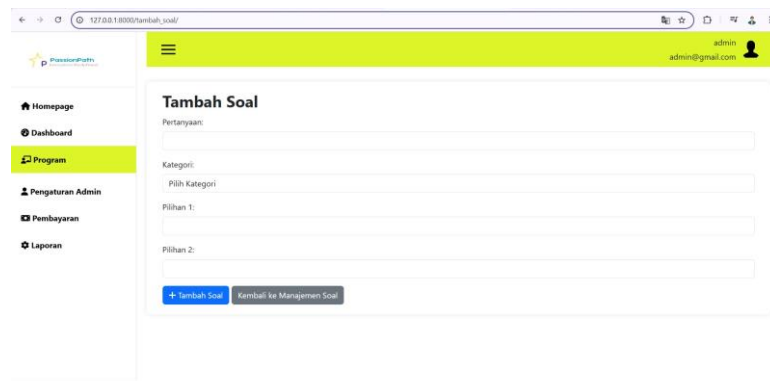 127.0.0.1:8000/tambah_soal/
PassionPath
admin
admin@gmail.com
Homepage
Dashboard
Program
Pengaturan Admin
Pembayaran
Laporan
Tambah Soal
Pertanyaan:
Kategori:
Pilih Kategori
Pilihan 1:
Pilihan 2:
+ Tambah Soal
Kembali ke Manajemen Soal